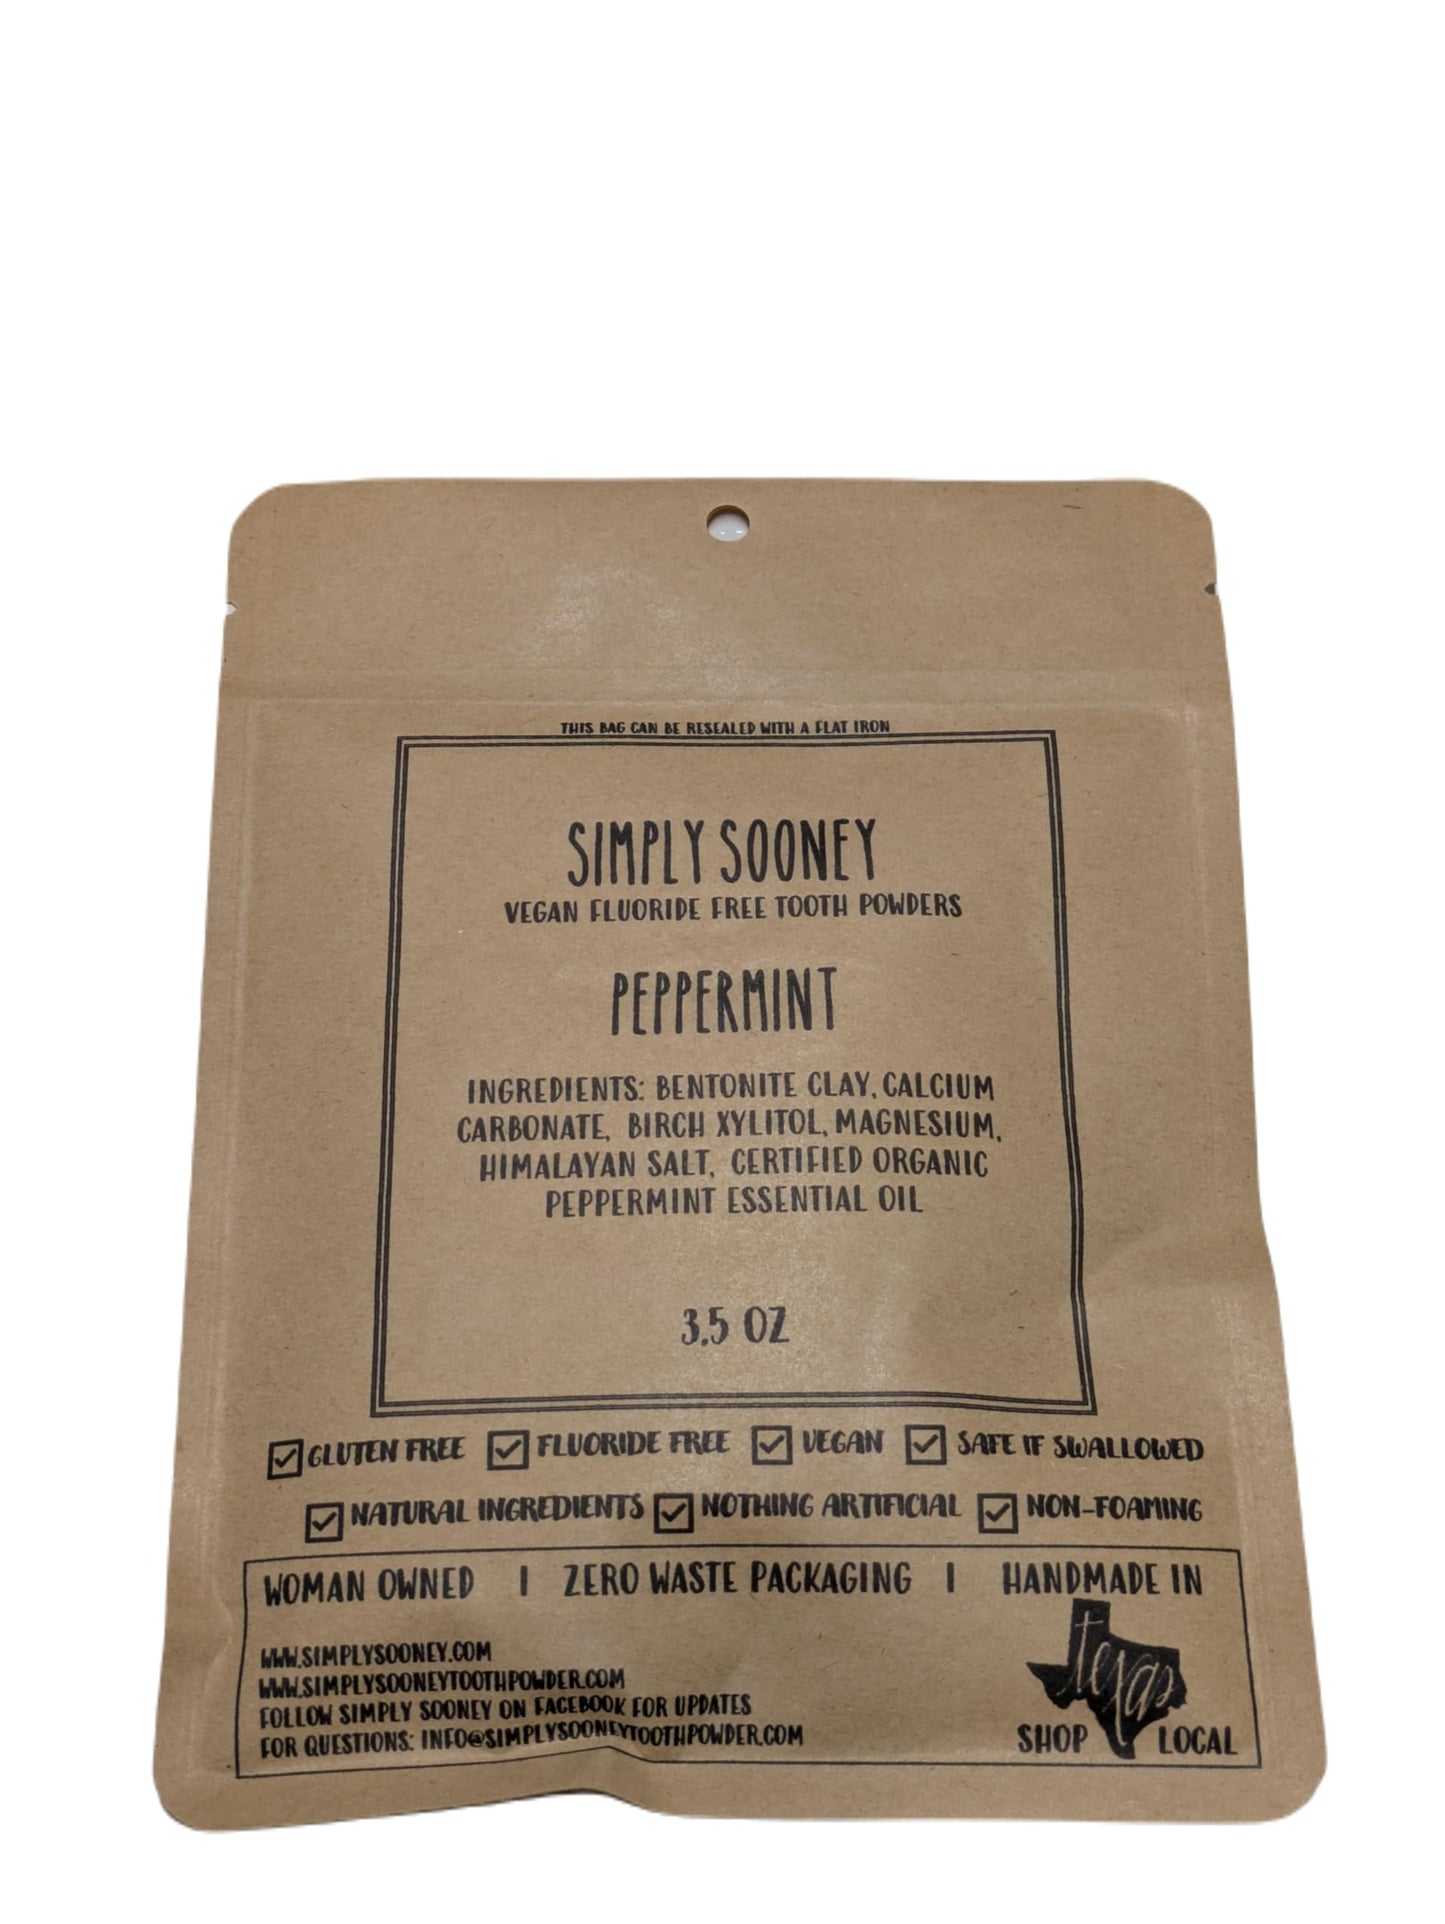 THIS BAG CAN BE RESEALED WITH A FLAT IRON
SIMPLY SOONEY
VEGAN FLUORIDE FREE TOOTH POWDERS
PEPPERMINT
INGREDIENTS: BENTONITE CLAY, CALCIUM
CARBONATE, BIRCH XYLITOL, MAGNESIUM,
HIMALAYAN SALT, CERTIFIED ORGANIC
PEPPERMINT ESSENTIAL OIL
3.5 OZ
GLUTEN FREE FLUORIDE FREE VEGAN SAFE IF SWALLOWED
NATURAL INGREDIENTS NOTHING ARTIFICIAL NON-FOAMING
WOMAN OWNED | ZERO WASTE PACKAGING | HANDMADE IN
texas
WWW.SIMPLYSOONEY.COM
WWW.SIMPLYSOONEYTOOTHPOWDER.COM
FOLLOW SIMPLY SOONEY ON FACEBOOK FOR UPDATES
FOR QUESTIONS: INFO@SIMPLYSOONEYTOOTHPOWDER.COM
SHOP LOCAL